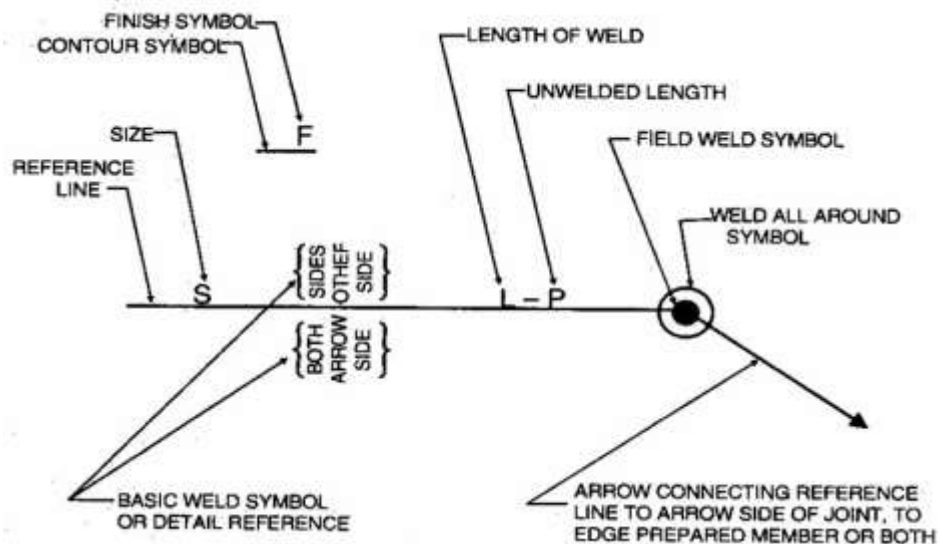 FINISH SYMBOL
CONTOUR SYMBOL
LENGTH OF WELD
UNWELDED LENGTH
F
SIZE
FIELD WELD SYMBOL
REFERENCE
LINE
WELD ALL AROUND
SYMBOL
SIDES
OTHEF
SIDE
S
L – P
BOTH
ARROW
SIDE
BASIC WELD SYMBOL
OR DETAIL REFERENCE
ARROW CONNECTING REFERENCE
LINE TO ARROW SIDE OF JOINT, TO
EDGE PREPARED MEMBER OR BOTH